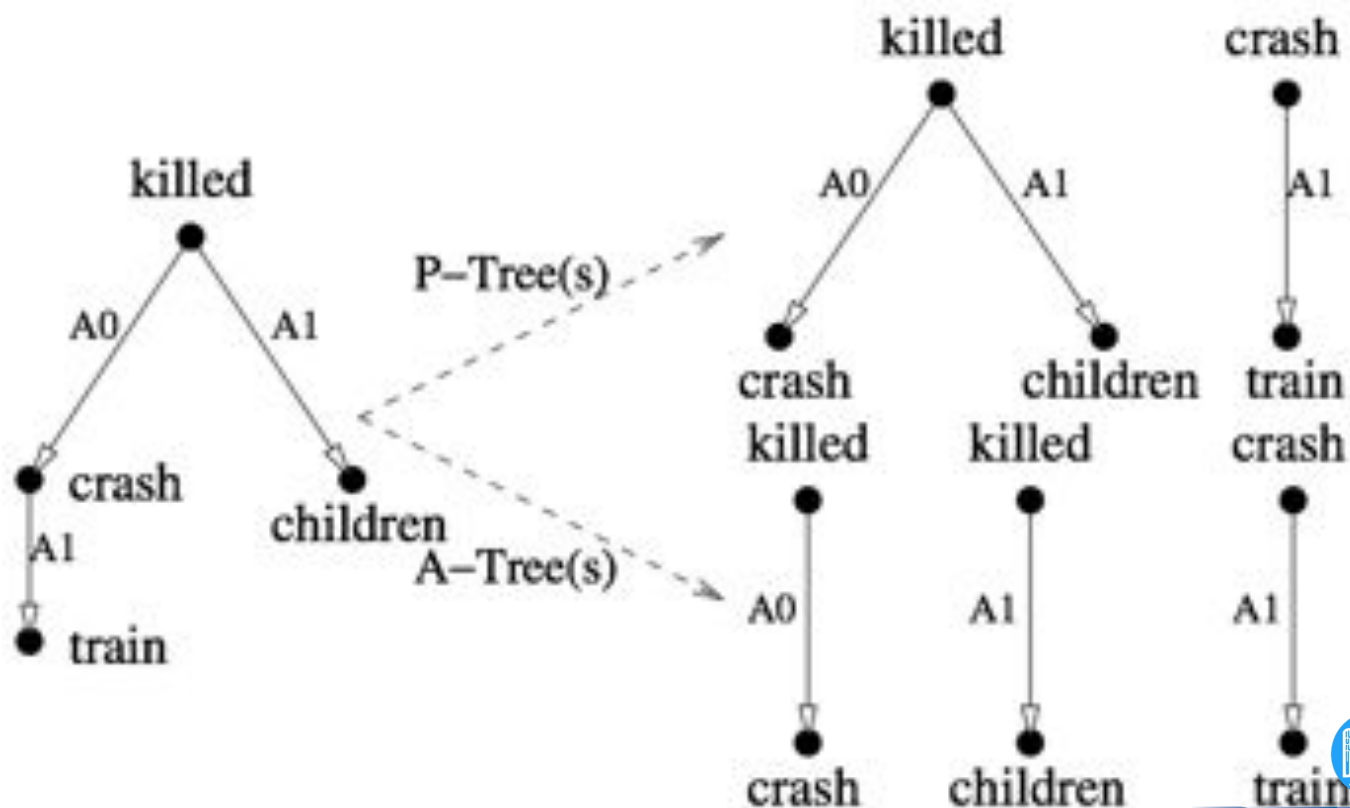 killed
A0
A1
crash
children
A1
train
P–Tree(s)
A–Tree(s)
killed
crash
A0
A1
A1
crash
children
train
killed
killed
crash
A0
A1
A1
crash
children
train